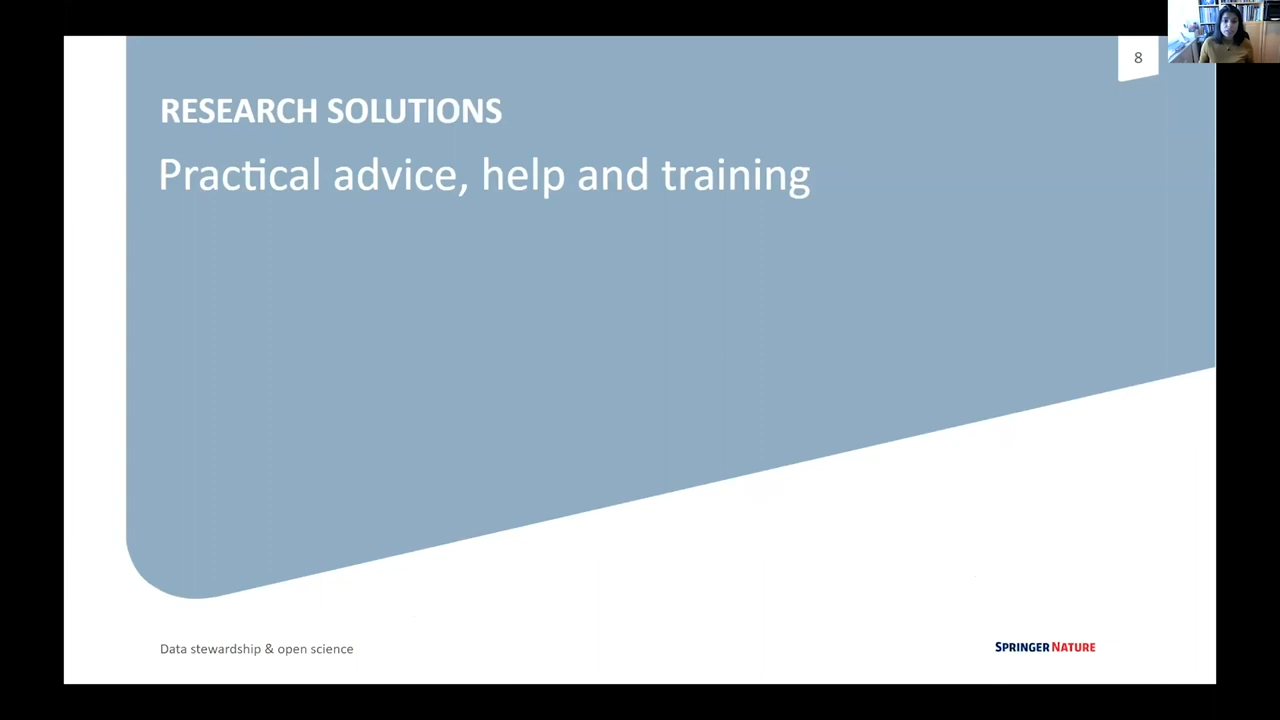 8
RESEARCH SOLUTIONS
Practical advice, help and training
Data stewardship & open science
SPRINGER NATURE